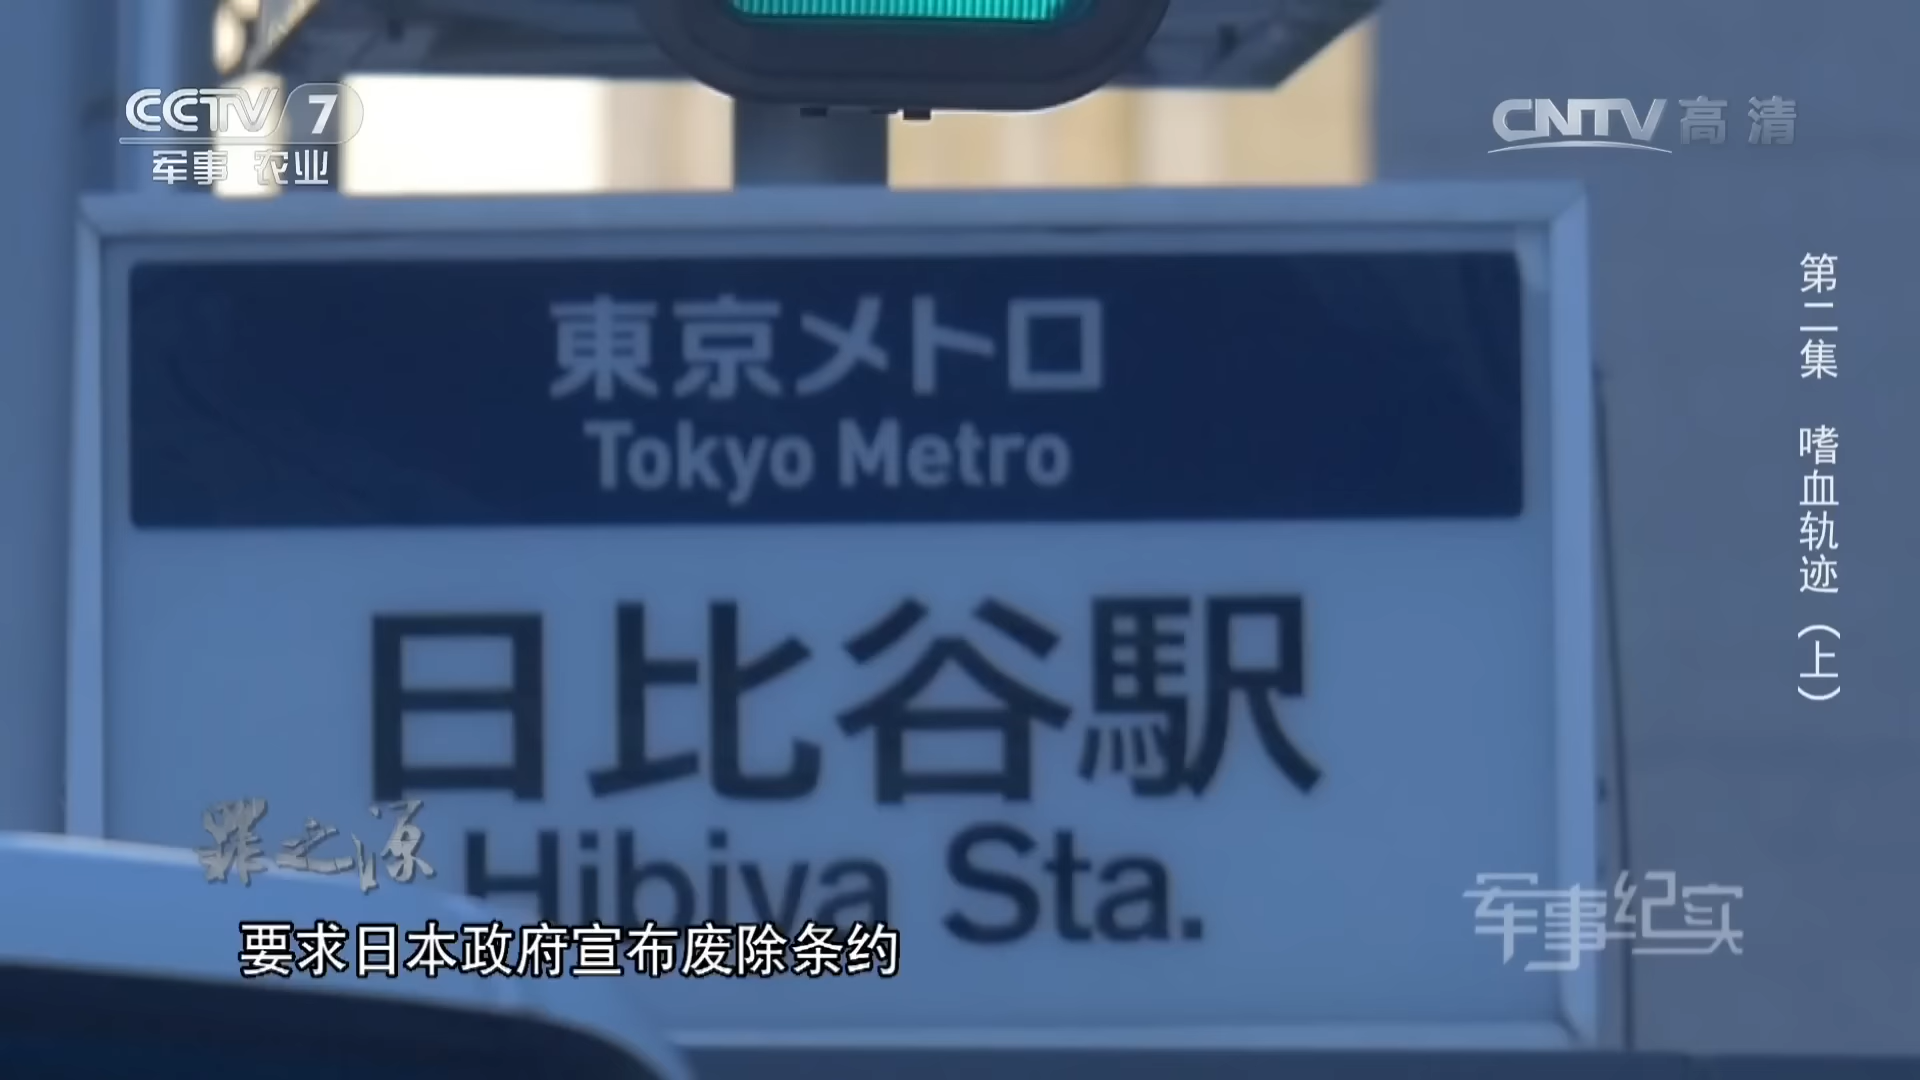 CCTV 7
军事 农业
CNTV 高清
東京メトロ
Tokyo Metro
日比谷駅
Hibiya Sta.
第二集 嗜血轨迹（上）
罪之源
军事纪实
要求日本政府宣布废除条约